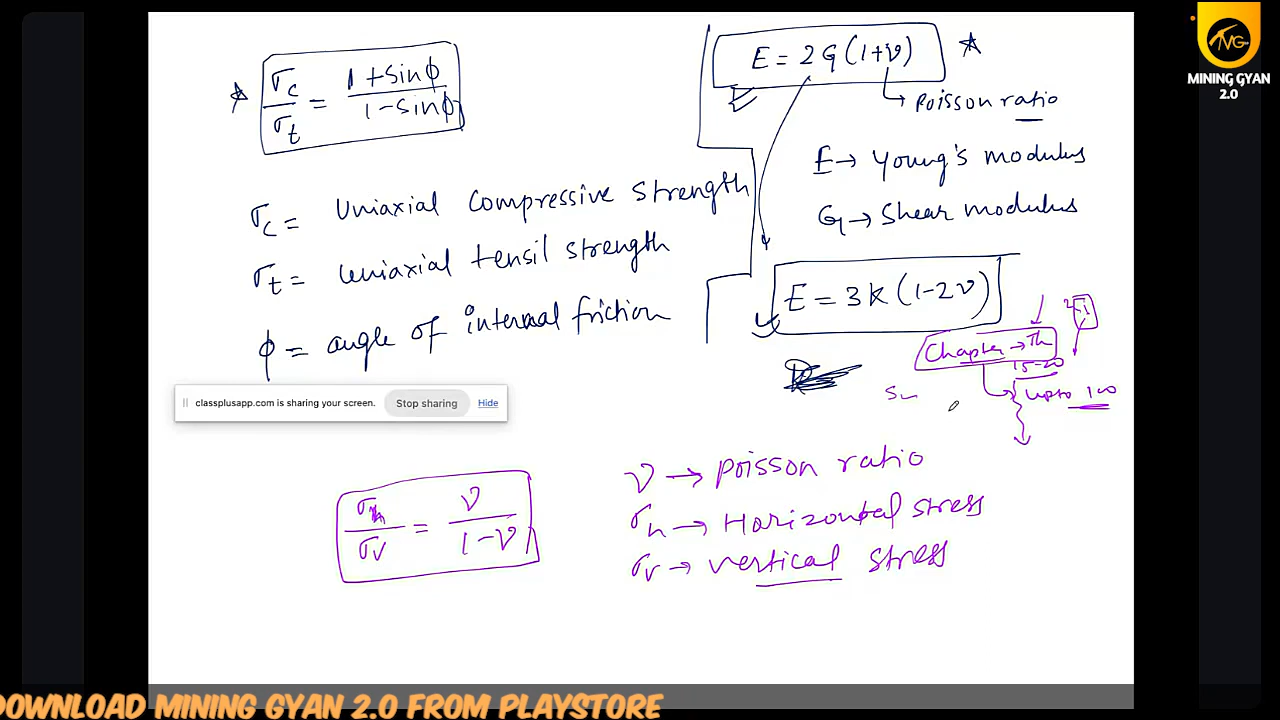 σc/σt = 1+sinϕ/1-sinϕ
σc = Uniaxial compressive strength
σt = Uniaxial tensil strength
ϕ = angle of internal friction
E = 2G(1+ν)
Poisson ratio
E → Young's modulus
G → Shear modulus
E = 3K(1-2ν)
Chapter → Th
15-20
upto 100
classplusapp.com is sharing your screen. Stop sharing Hide
σh/σv = ν/1-ν
ν → Poisson ratio
σh → Horizontal stress
σv → vertical stress
MINING GYAN
2.0
DOWNLOAD MINING GYAN 2.0 FROM PLAYSTORE